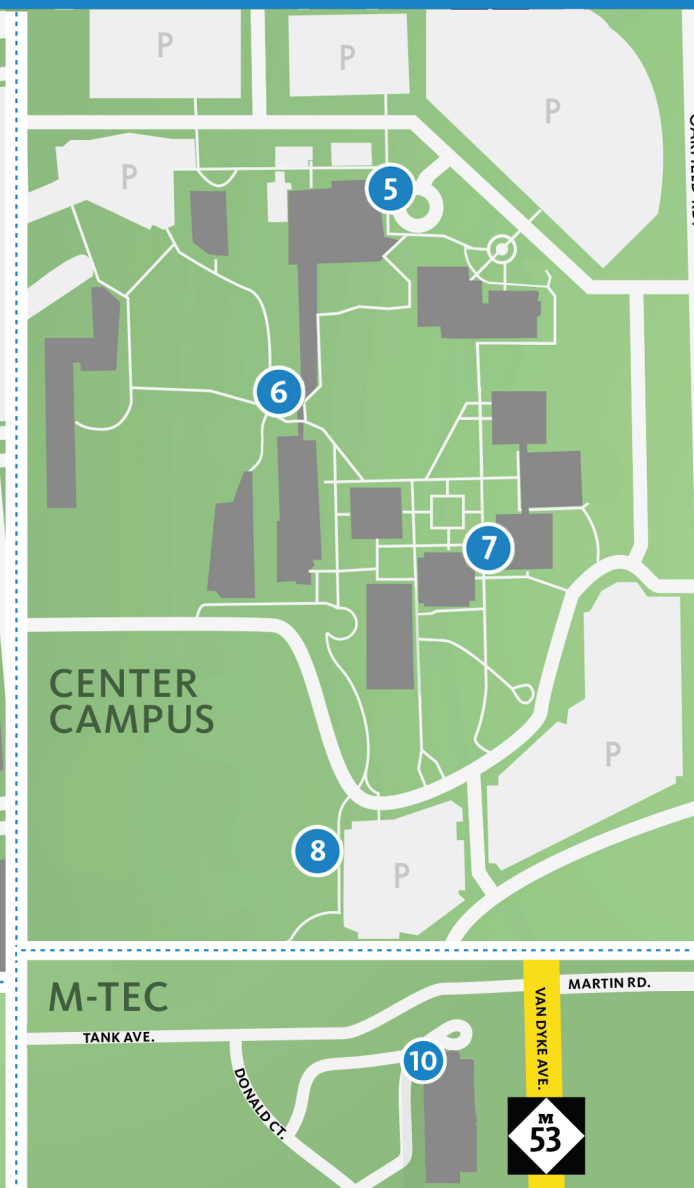 P
P
P
P
5
6
7
CENTER
CAMPUS
P
8
P
M-TEC
MARTIN RD.
TANK AVE.
VAN DYKE AVE.
10
DONALD CT.
M
53